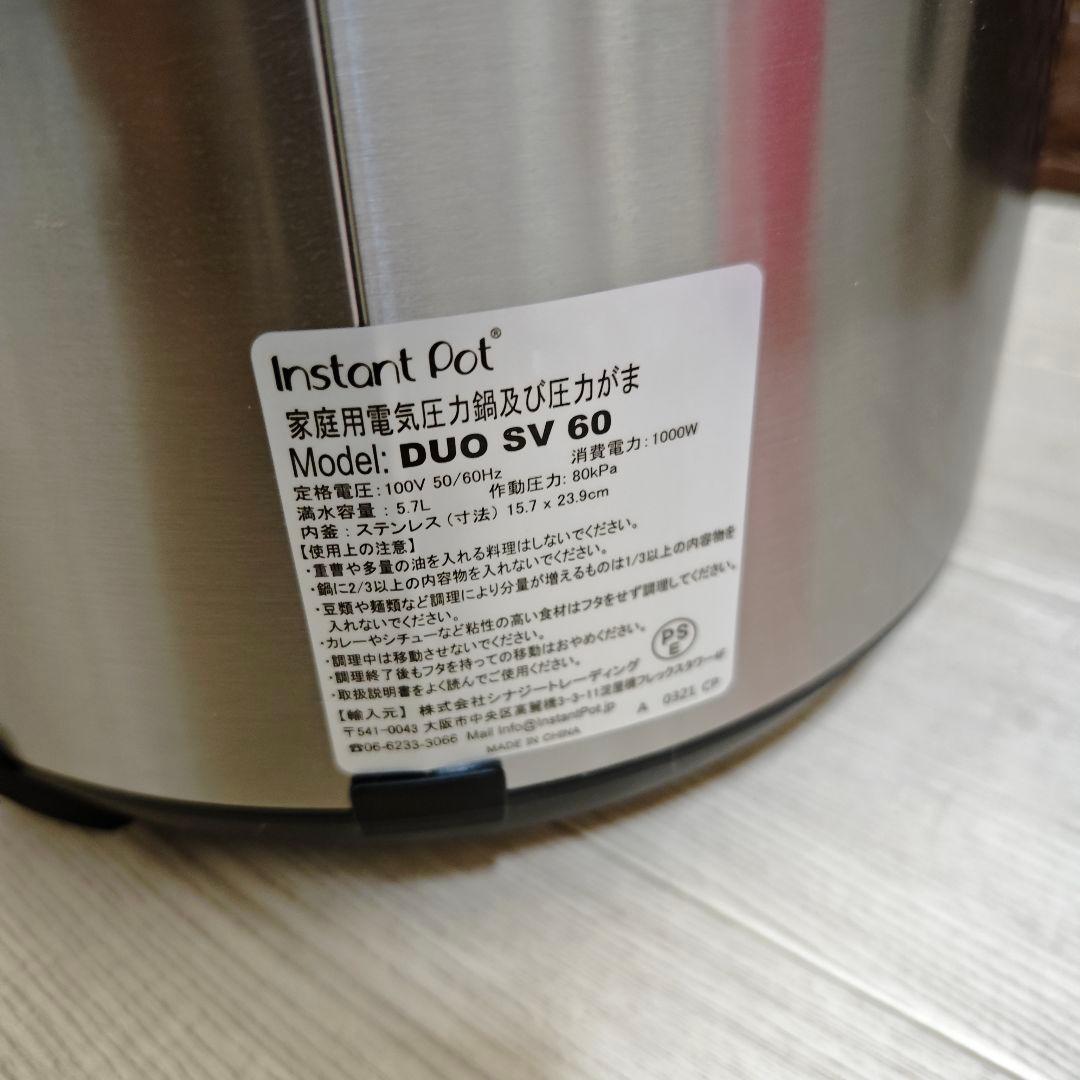 Instant Pot®
家庭用電気圧力鍋及び圧力がま
Model: DUO SV 60
定格電圧:100V 50/60Hz 消費電力:1000W
満水容量 : 5.7L 作動圧力: 80kPa
内釜 : ステンレス (寸法) 15.7 x 23.9cm
【使用上の注意】
・重曹や多量の油を入れる料理はしないでください。
・鍋に2/3以上の内容物を入れないでください。
・豆類や麺類など調理により分量が増えるものは1/3以上の内容物を
入れないでください。
・カレーやシチューなど粘性の高い食材はフタをせず調理してください。
・調理中は移動させないでください。
・調理終了後もフタを持っての移動はおやめください。
・取扱説明書をよく読んでご使用ください。
PS
E
【輸入元】 株式会社シナジートレーディング
〒541-0043 大阪市中央区高麗橋3-3-11淀屋橋フレックスタワー4F
☎06-6233-3066 Mail Info@InstantPot.jp A 0321 CP
MADE IN CHINA